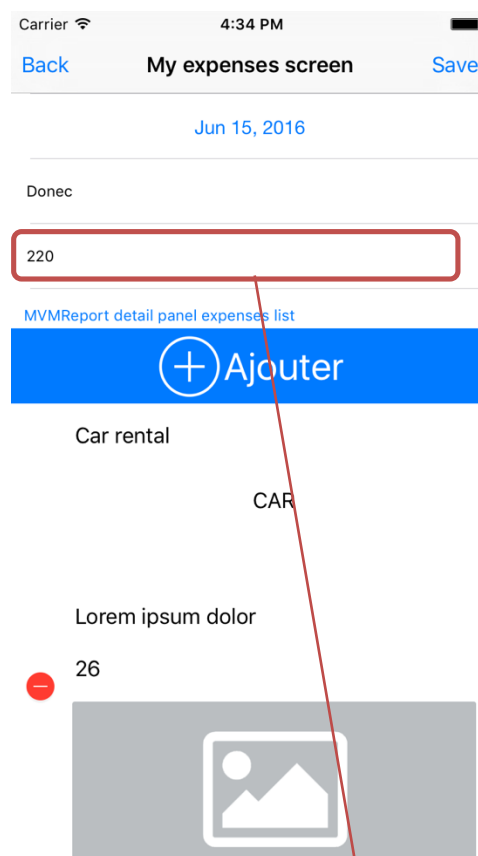 Carrier 4:34 PM
Back My expenses screen Save
Jun 15, 2016
Donec
220
MVMReport detail panel expenses list
Ajouter
Car rental
CAR
Lorem ipsum dolor
26